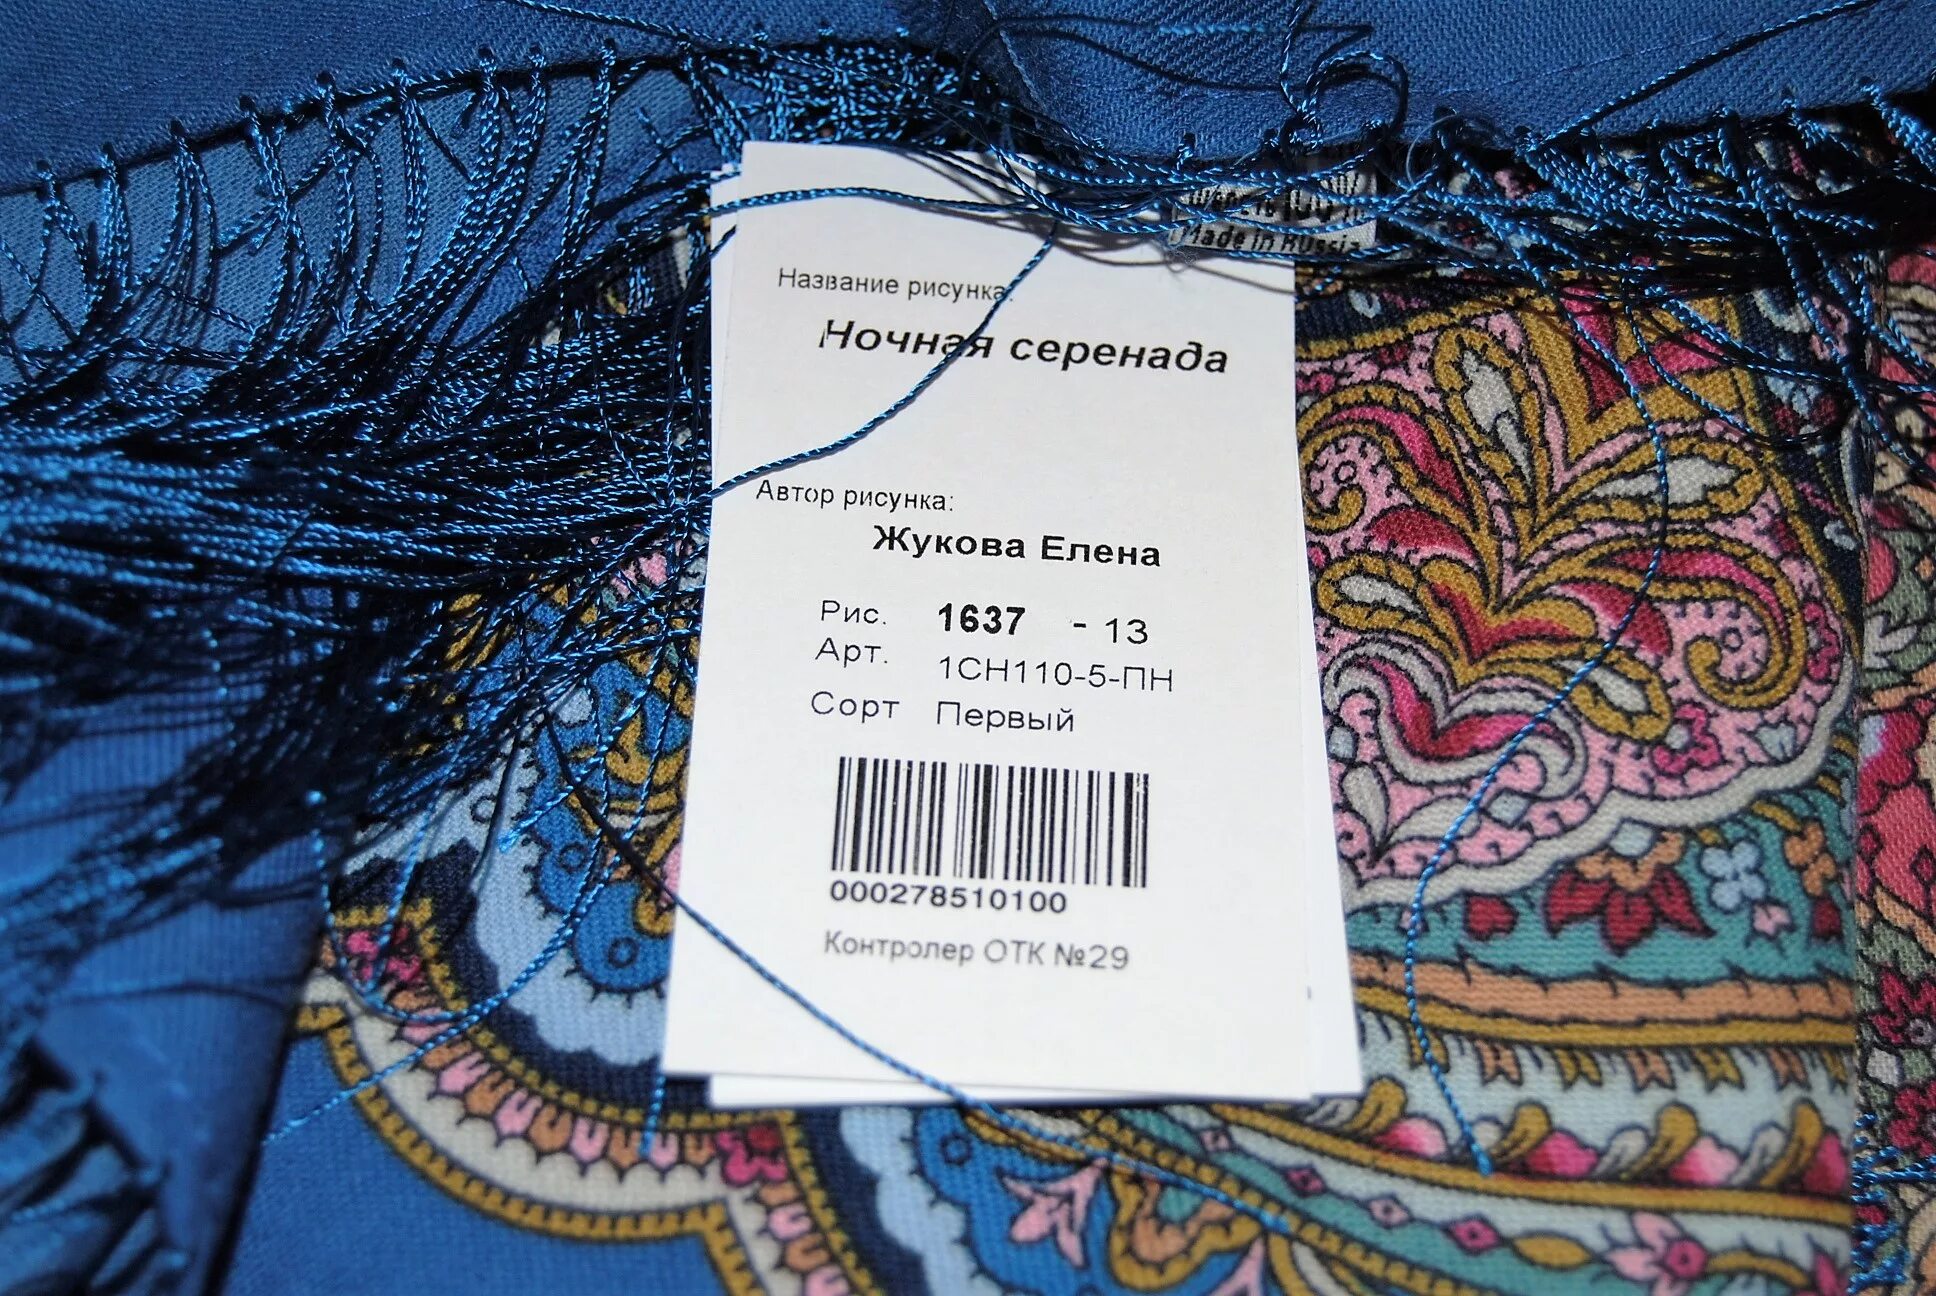 100%
Made in Russia
Название рисунка:
Ночная серенада
Автор рисунка:
Жукова Елена
Рис. 1637 - 13
Арт. 1СН110-5-ПН
Сорт Первый
000278510100
Контролер ОТК №29